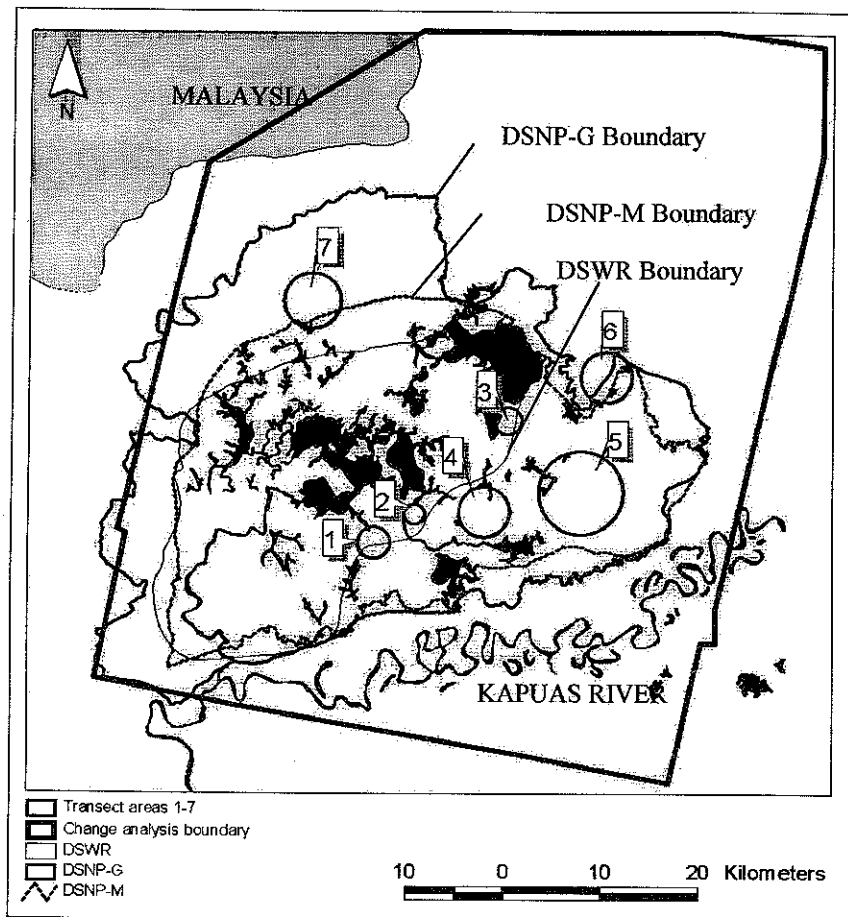 MALAYSIA
N
DSNP-G Boundary
DSNP-M Boundary
DSWR Boundary
7
6
3
5
4
2
1
KAPUAS RIVER
Transect areas 1-7
Change analysis boundary
DSWR
DSNP-G
DSNP-M
10 0 10 20 Kilometers